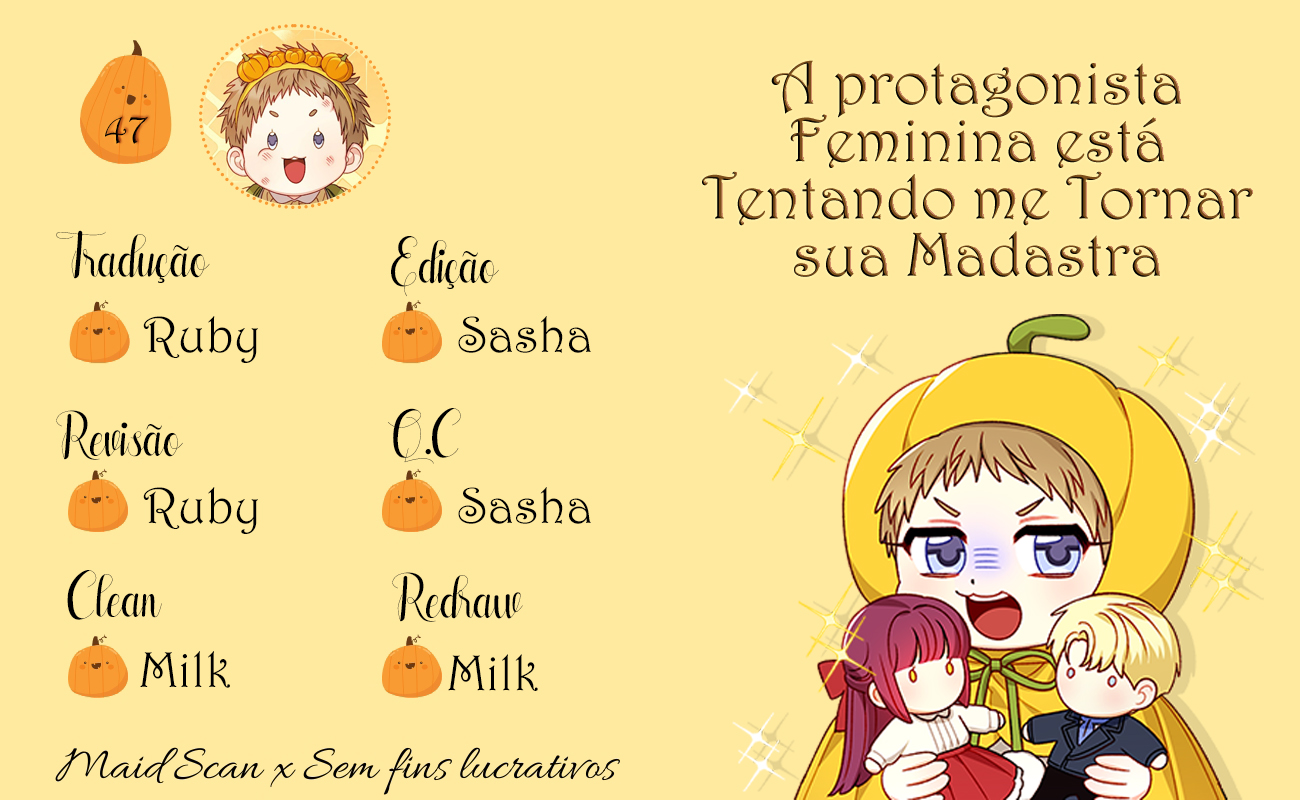 47
A protagonista
Feminina está
Tentando me Tornar
sua Madastra
Tradução
Ruby
Edição
Sasha
Revisão
Ruby
Q.C
Sasha
Clean
Milk
Redraw
Milk
Maid Scan x Sem fins lucrativos